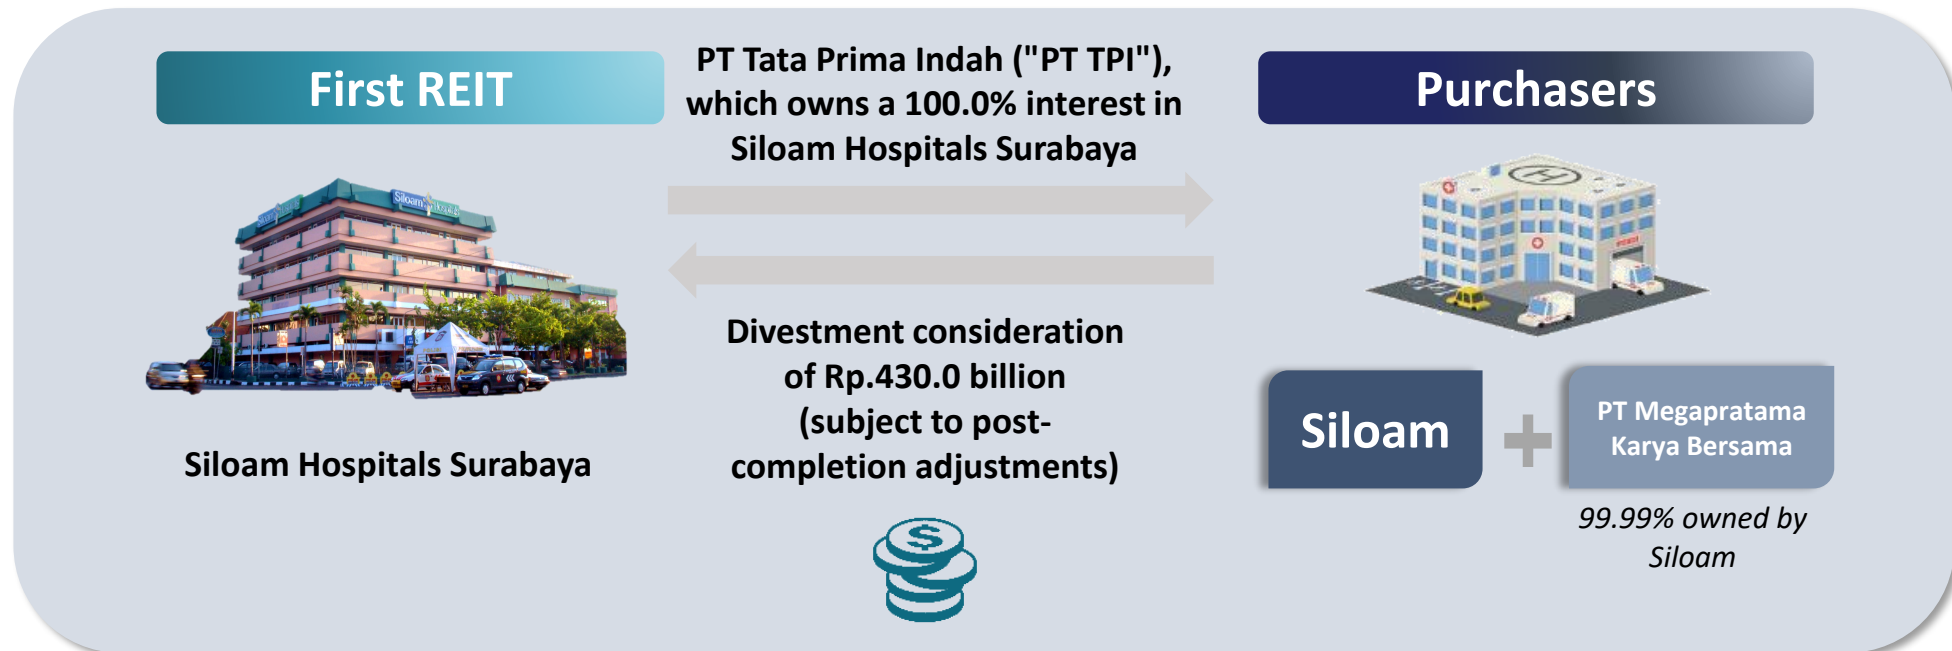 First REIT
Siloam Hospitals Surabaya
PT Tata Prima Indah ("PT TPI"),
which owns a 100.0% interest in
Siloam Hospitals Surabaya
Divestment consideration
of Rp.430.0 billion
(subject to post-
completion adjustments)
$
Purchasers
H
Siloam
+
PT Megapratama
Karya Bersama
99.99% owned by
Siloam
Siloam